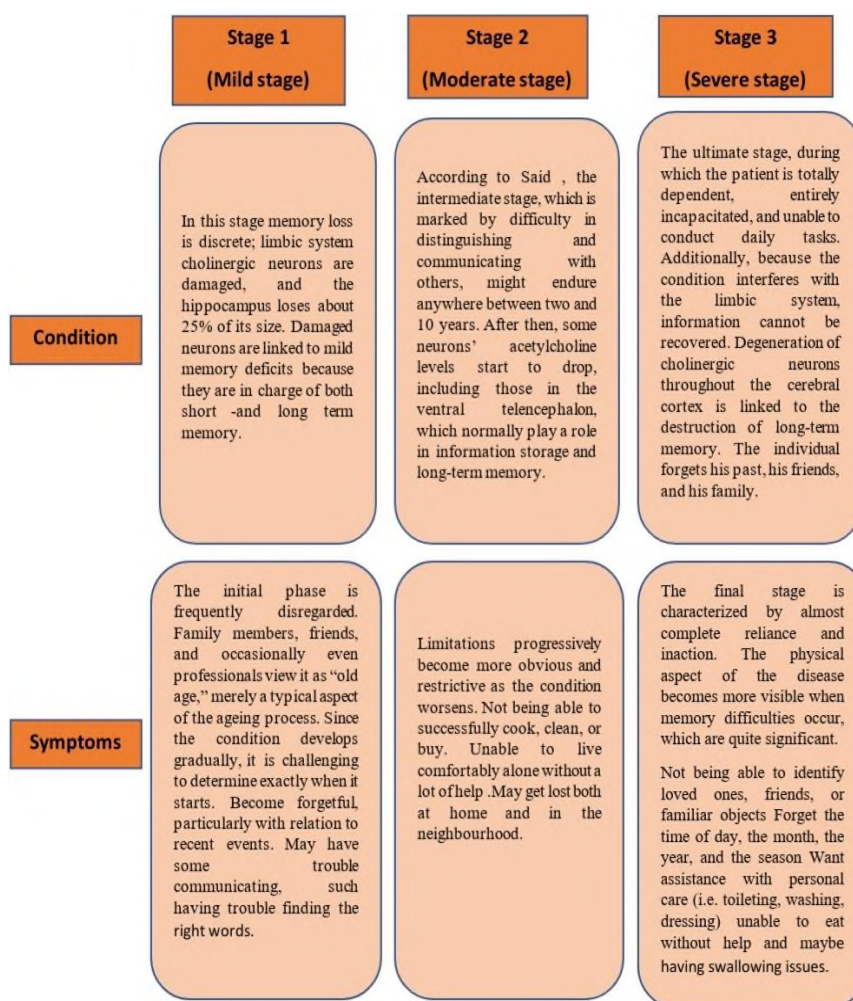 Stage 1
(Mild stage)
Stage 2
(Moderate stage)
Stage 3
(Severe stage)
Condition
In this stage memory loss
is discrete; limbic system
cholinergic neurons are
damaged, and the
hippocampus loses about
25% of its size. Damaged
neurons are linked to mild
memory deficits because
they are in charge of both
short -and long term
memory.
According to Said , the
intermediate stage, which is
marked by difficulty in
distinguishing and
communicating with
others, might endure
anywhere between two and
10 years. After then, some
neurons’ acetylcholine
levels start to drop,
including those in the
ventral telencephalon,
which normally play a role
in information storage and
long-term memory.
The ultimate stage, during
which the patient is totally
dependent, entirely
incapacitated, and unable to
conduct daily tasks.
Additionally, because the
condition interferes with
the limbic system,
information cannot be
recovered. Degeneration of
cholinergic neurons
throughout the cerebral
cortex is linked to the
destruction of long-term
memory. The individual
forgets his past, his friends,
and his family.
Symptoms
The initial phase is
frequently disregarded.
Family members, friends,
and occasionally even
professionals view it as “old
age,” merely a typical aspect
of the ageing process. Since
the condition develops
gradually, it is challenging
to determine exactly when it
starts. Become forgetful,
particularly with relation to
recent events. May have
some trouble
communicating, such
having trouble finding the
right words.
Limitations progressively
become more obvious and
restrictive as the condition
worsens. Not being able to
successfully cook, clean, or
buy. Unable to live
comfortably alone without a
lot of help .May get lost both
at home and in the
neighbourhood.
The final stage is
characterized by almost
complete reliance and
inaction. The physical
aspect of the disease
becomes more visible when
memory difficulties occur,
which are quite significant.
Not being able to identify
loved ones, friends, or
familiar objects Forget the
time of day, the month, the
year, and the season Want
assistance with personal
care (i.e. toileting, washing,
dressing) unable to eat
without help and maybe
having swallowing issues.